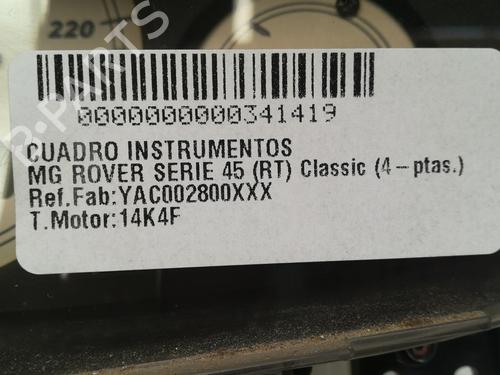 220
0000000000341419
CUADRO INSTRUMENTOS
MG ROVER SERIE 45 (RT) Classic (4-ptas.)
Ref.Fab:YAC002800XXX
T.Motor:14K4F
B-PARTS